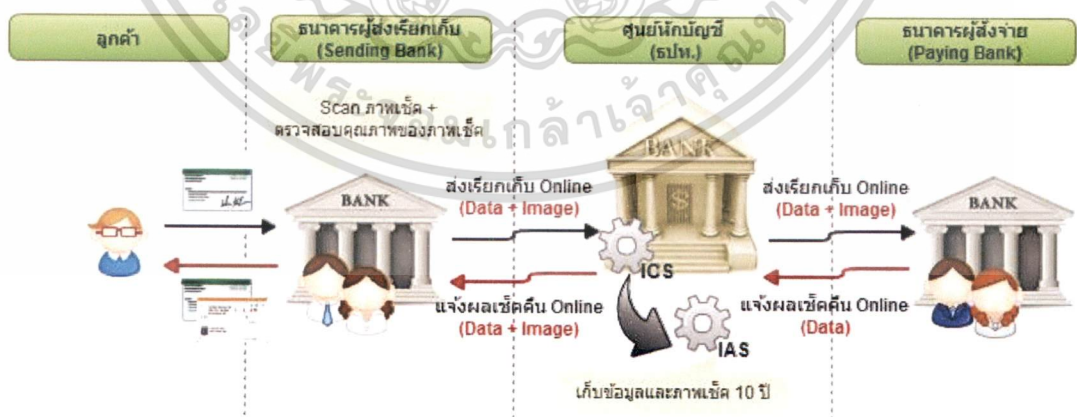 ลูกค้า
ธนาคารผู้ส่งเรียกเก็บ
(Sending Bank)
ศูนย์หักบัญชี
(ธปท.)
ธนาคารผู้สั่งจ่าย
(Paying Bank)
Scan ภาพเช็ค +
ตรวจสอบคุณภาพของภาพเช็ค
BANK
ส่งเรียกเก็บ Online
(Data + Image)
BANK
ส่งเรียกเก็บ Online
(Data + Image)
BANK
ICS
แจ้งผลเช็คคืน Online
(Data + Image)
แจ้งผลเช็คคืน Online
(Data)
IAS
เก็บข้อมูลและภาพเช็ค 10 ปี